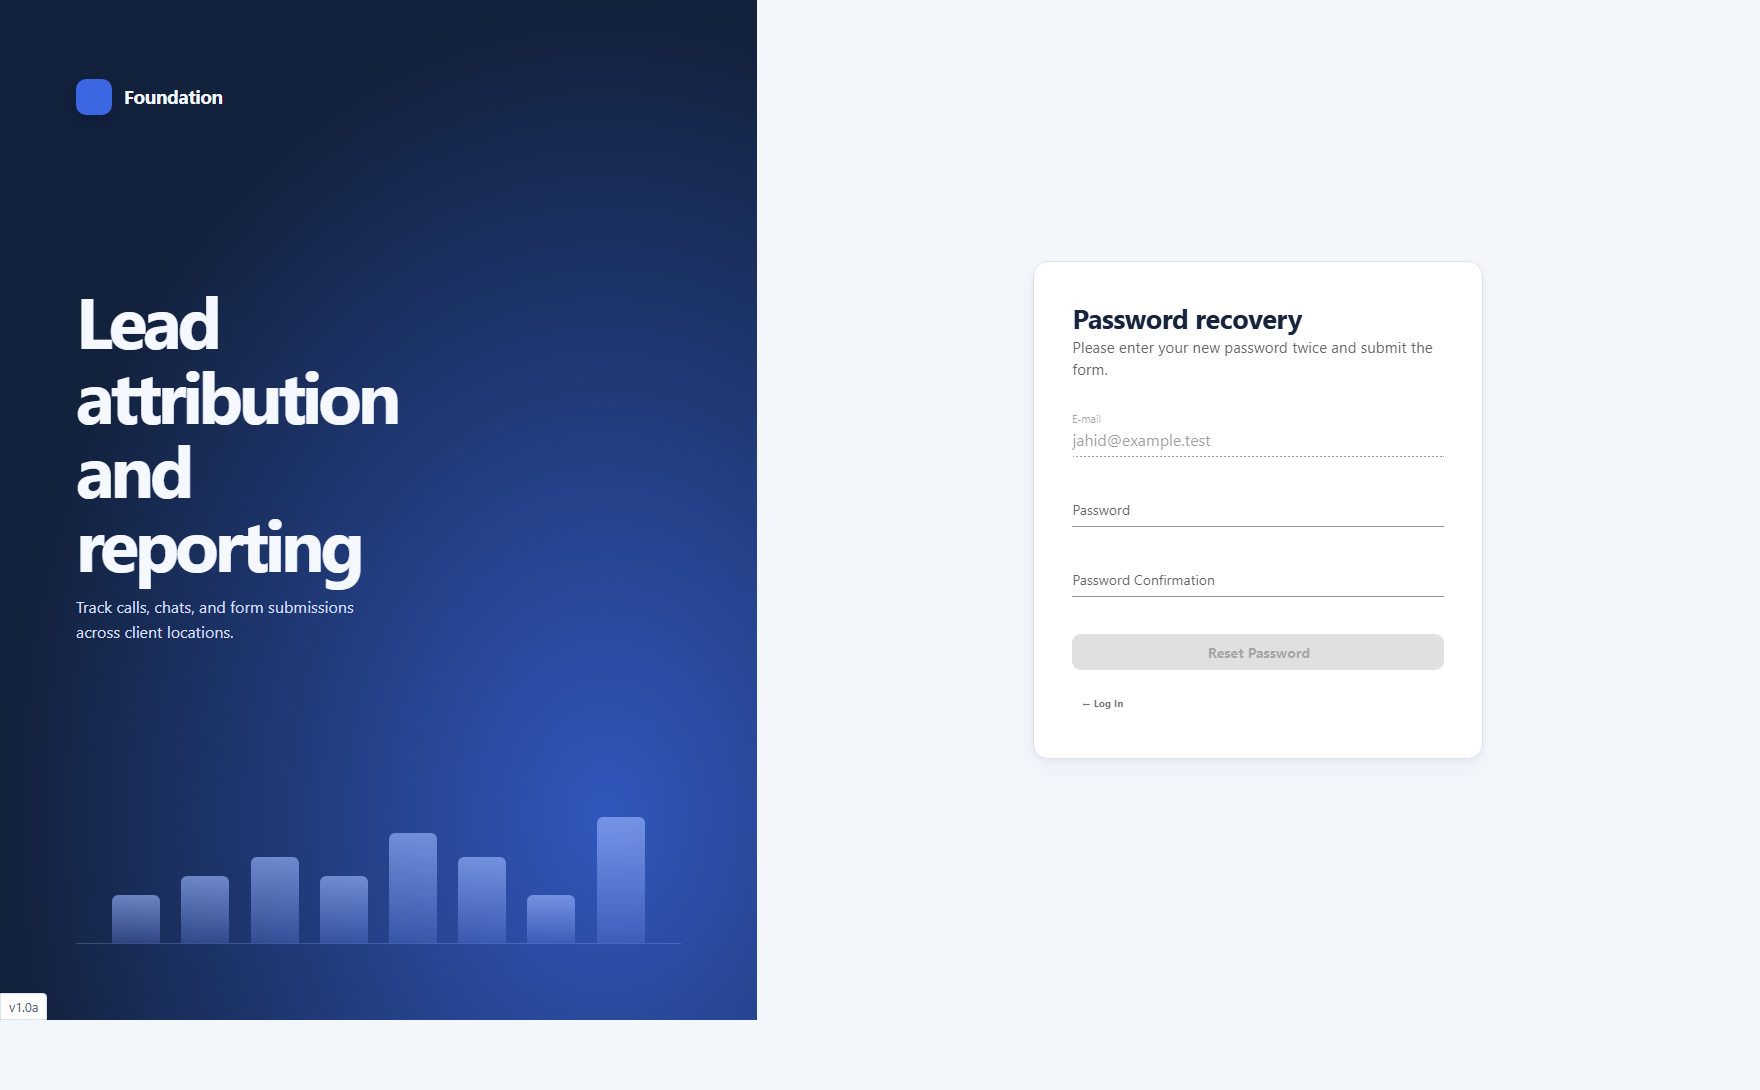 Foundation
Lead
attribution
and
reporting
Track calls, chats, and form submissions
across client locations.
v1.0a
Password recovery
Please enter your new password twice and submit the
form.
E-mail
jahid@example.test
Password
Password Confirmation
Reset Password
← Log In